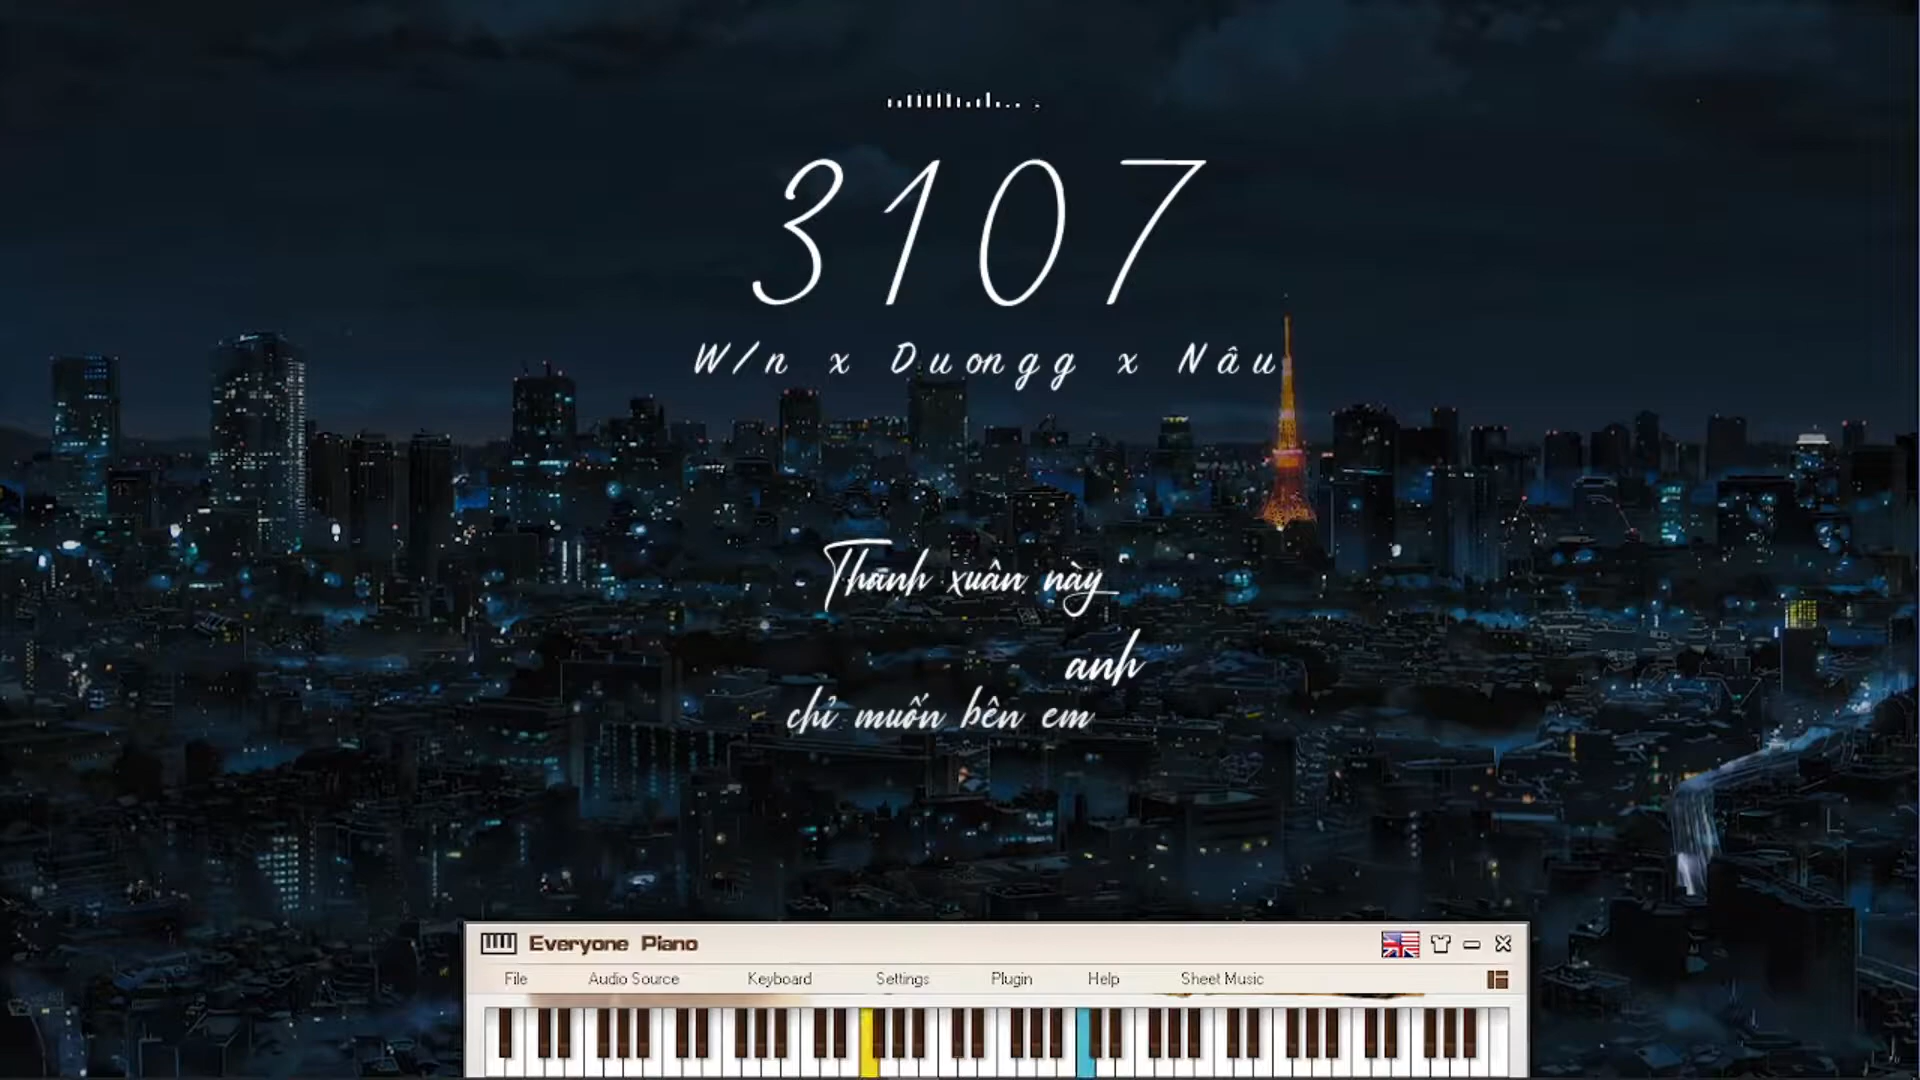 3107
W/n x Duongg x Nâu
Thanh xuân này
anh
chỉ muốn bên em
Everyone Piano
File Audio Source Keyboard Settings Plugin Help Sheet Music